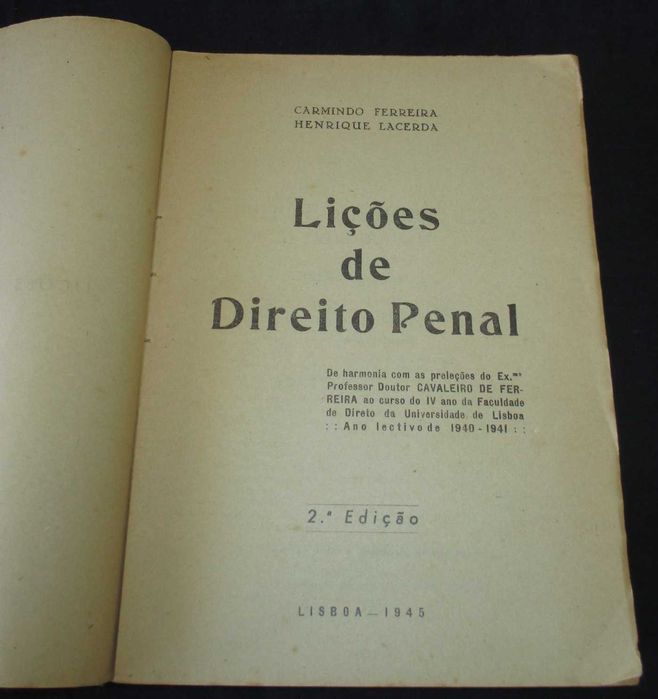 CARMINDO FERREIRA
HENRIQUE LACERDA
Lições
de
Direito Penal
De harmonia com as preleções do Ex.mo
Professor Doutor CAVALEIRO DE FER-
REIRA ao curso do IV ano da Faculdade
de Direto da Universidade de Lisboa
:: Ano lectivo de 1940-1941 ::
2.ª Edição
LISBOA — 1945